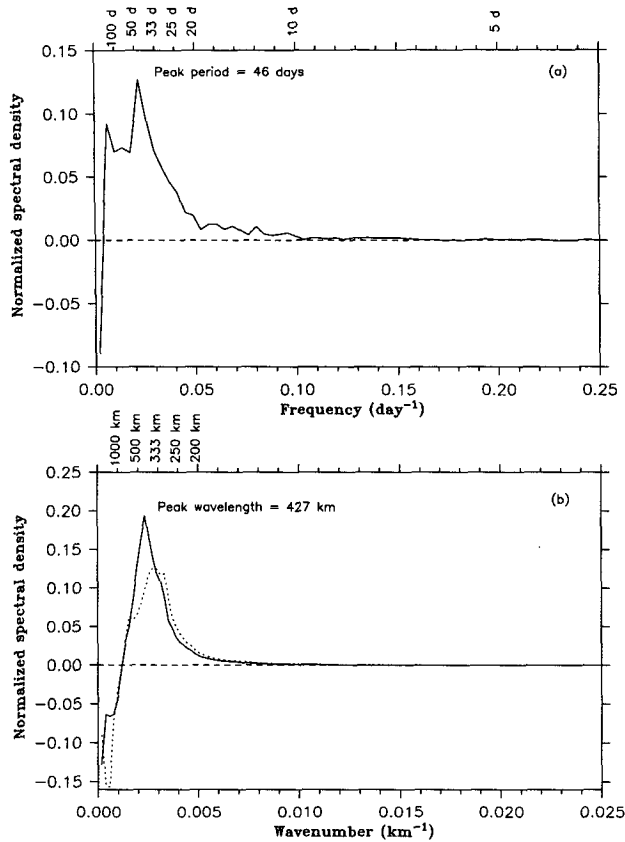 100 d
50 d
33 d
25 d
20 d
10 d
5 d
0.15
0.10
0.05
0.00
−0.05
−0.10
Normalized spectral density
Peak period = 46 days
(a)
0.00
0.05
0.10
0.15
0.20
0.25
Frequency (day⁻¹)
1000 km
500 km
333 km
250 km
200 km
0.25
0.20
0.15
0.10
0.05
0.00
−0.05
−0.10
−0.15
Normalized spectral density
Peak wavelength = 427 km
(b)
0.000
0.005
0.010
0.015
0.020
0.025
Wavenumber (km⁻¹)